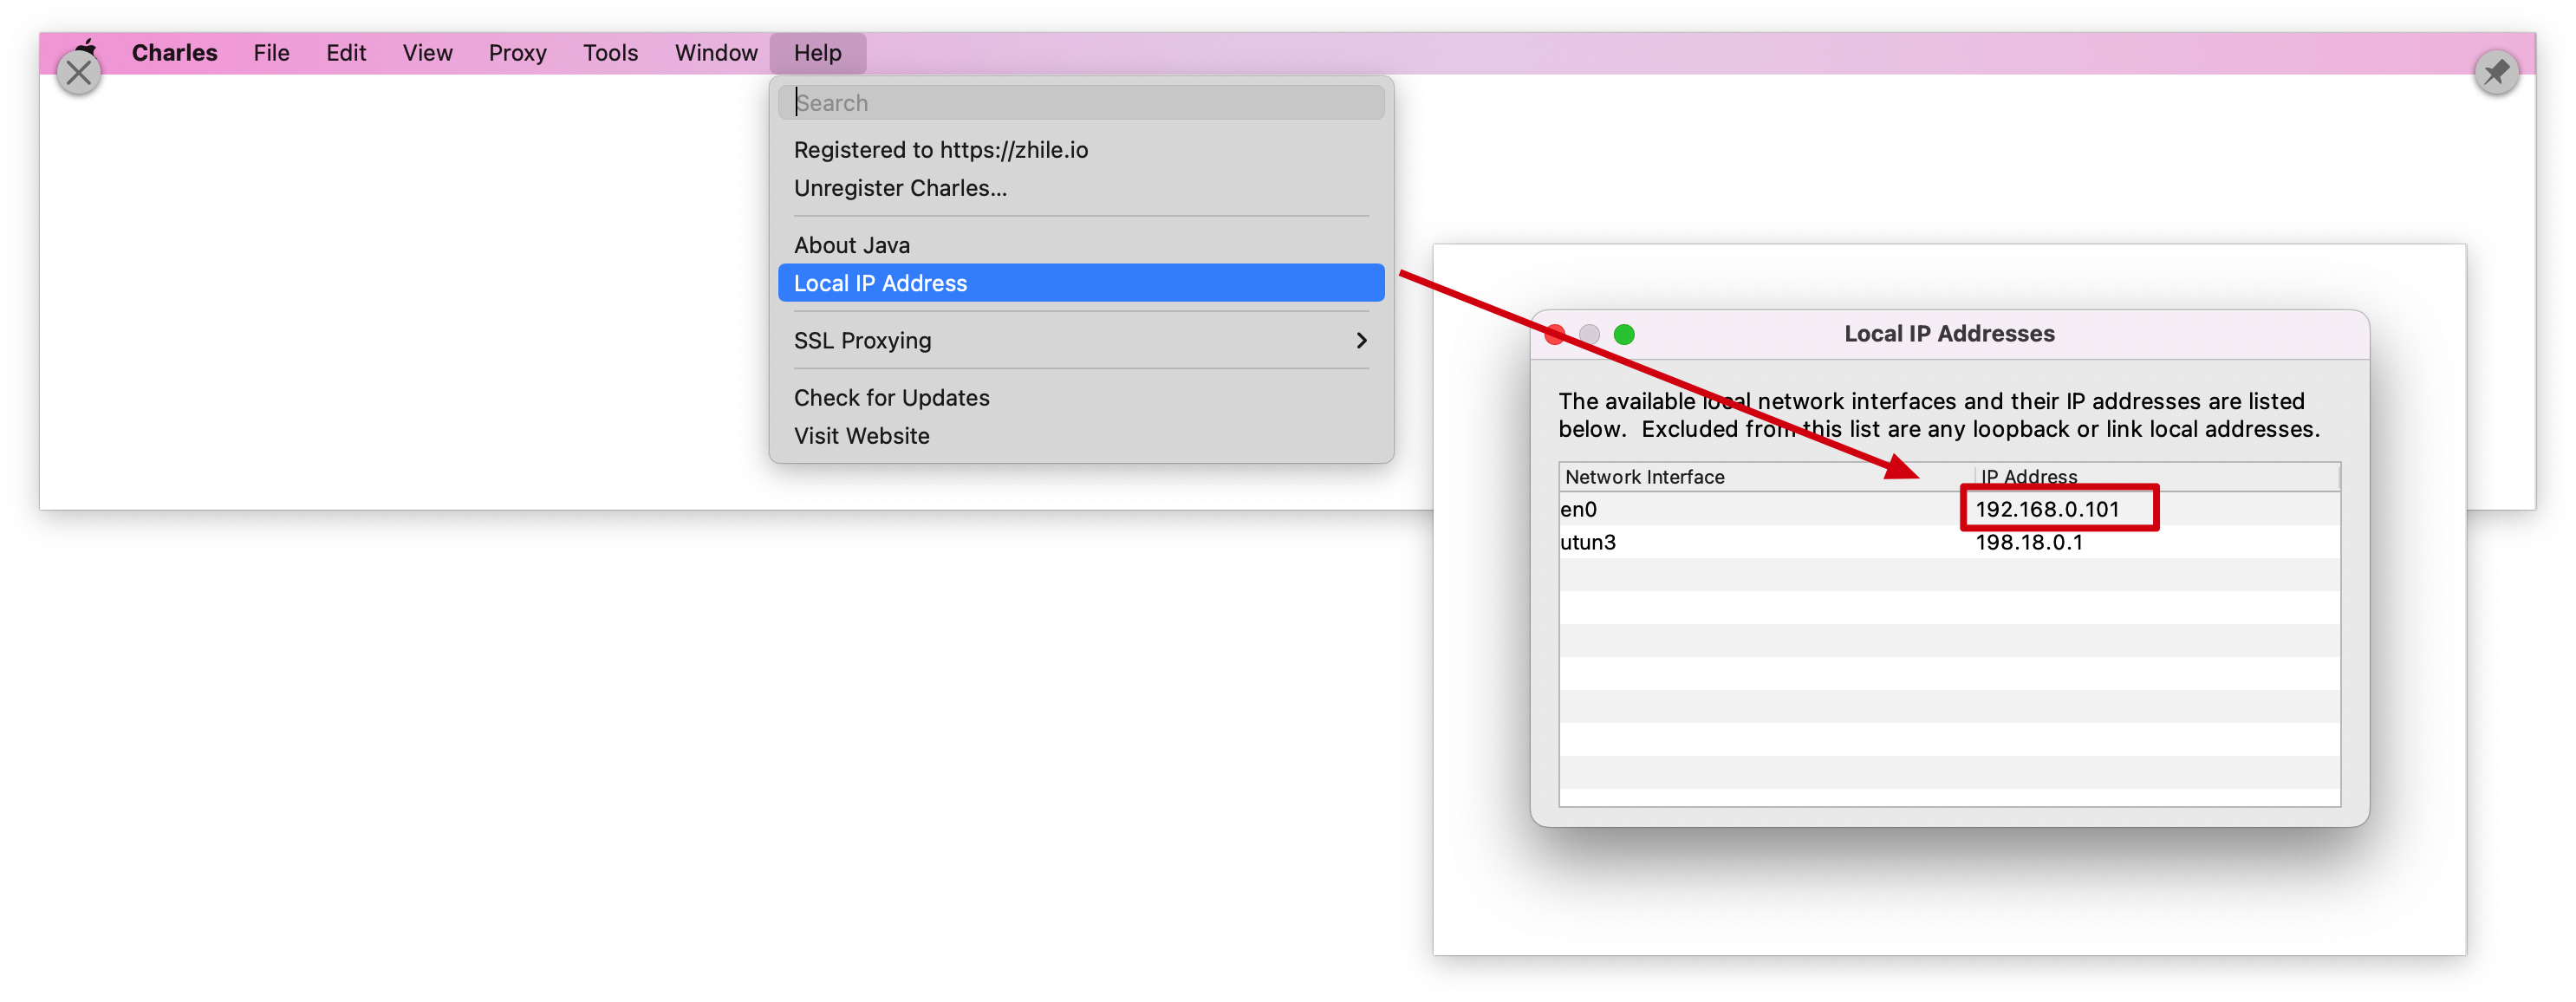 Charles File Edit View Proxy Tools Window Help
Search
Registered to https://zhile.io
Unregister Charles...
About Java
Local IP Address
SSL Proxying
Check for Updates
Visit Website
Local IP Addresses
The available local network interfaces and their IP addresses are listed
below.  Excluded from this list are any loopback or link local addresses.
Network Interface IP Address
en0 192.168.0.101
utun3 198.18.0.1